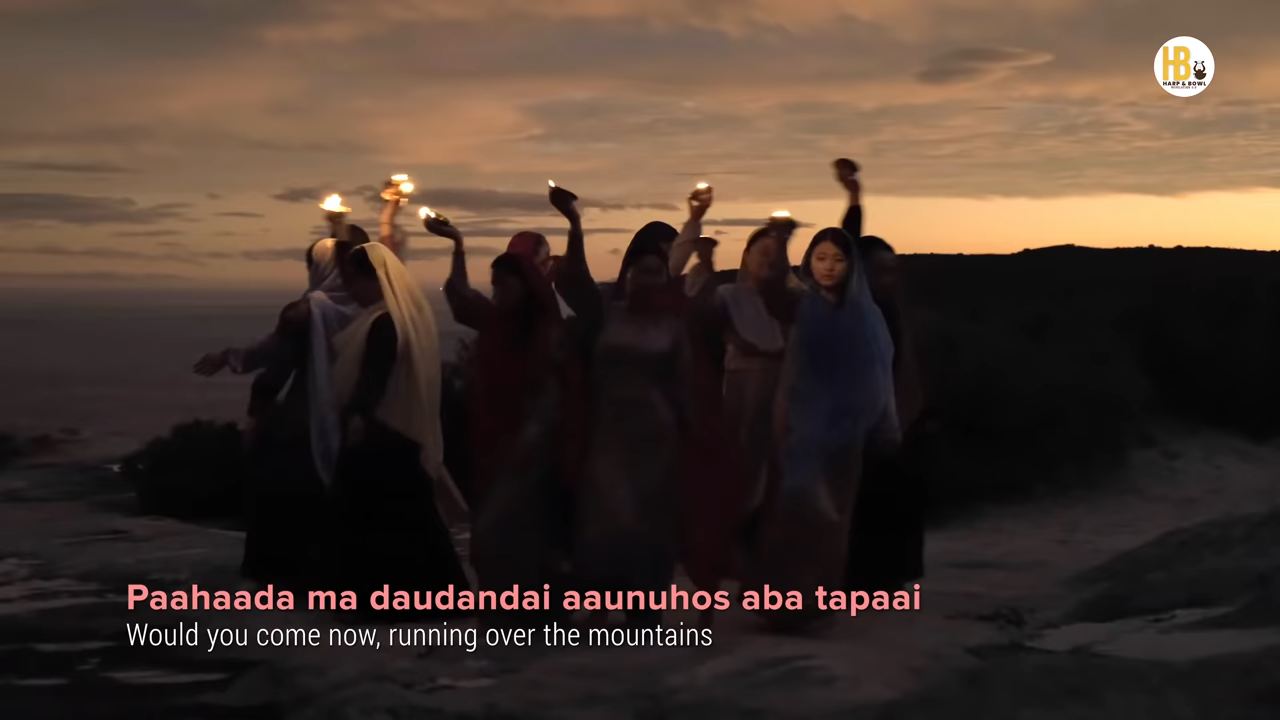 HB
HARP & BOWL
Paahaada ma daudandai aaunuhos aba tapaai
Would you come now, running over the mountains